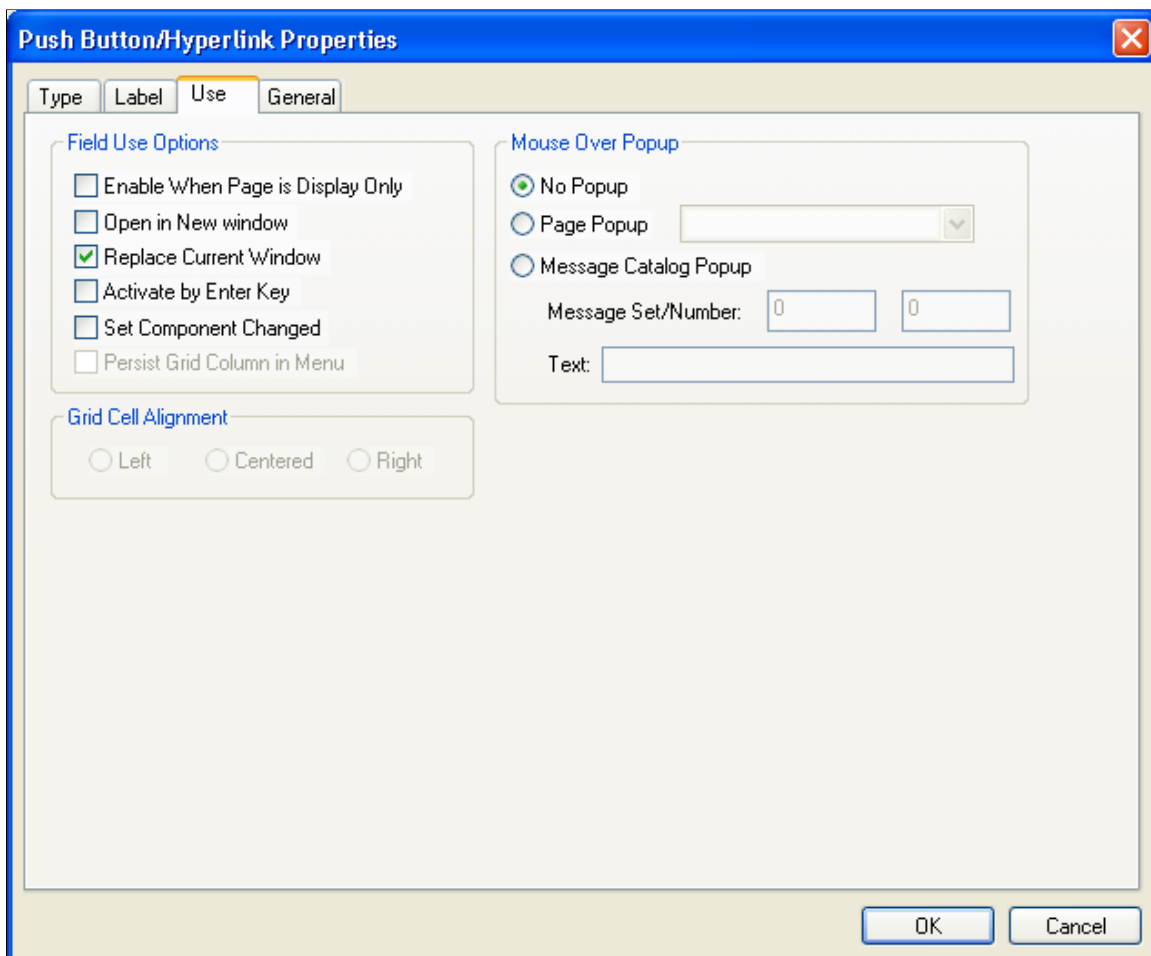 Push Button/Hyperlink Properties
Type Label Use General
Field Use Options
Enable When Page is Display Only
Open in New window
Replace Current Window
Activate by Enter Key
Set Component Changed
Persist Grid Column in Menu
Grid Cell Alignment
Left Centered Right
Mouse Over Popup
No Popup
Page Popup
Message Catalog Popup
Message Set/Number: 0 0
Text:
OK Cancel